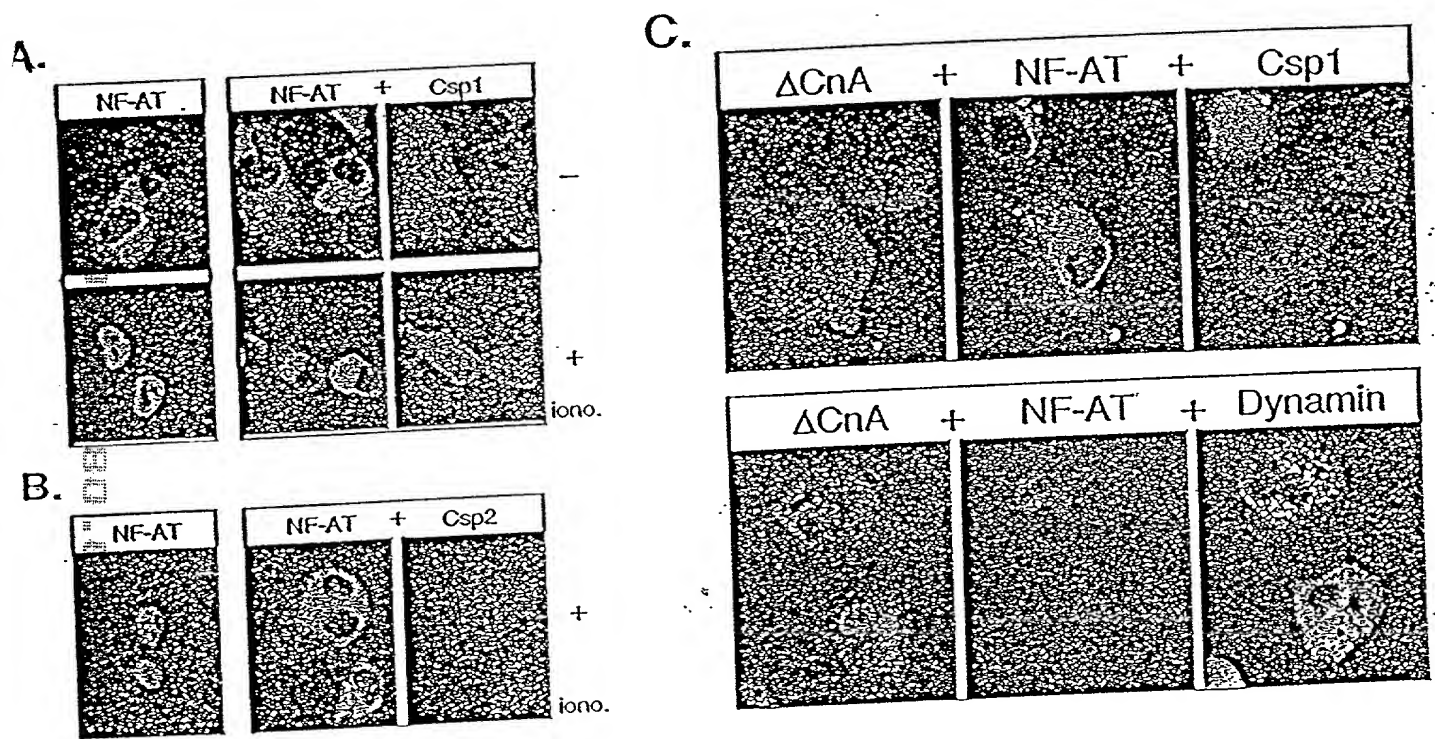 A.
NF-AT
NF-AT + Csp1
−
+
iono.
B.
NF-AT
NF-AT + Csp2
+
iono.
C.
ΔCnA + NF-AT + Csp1
ΔCnA + NF-AT + Dynamin